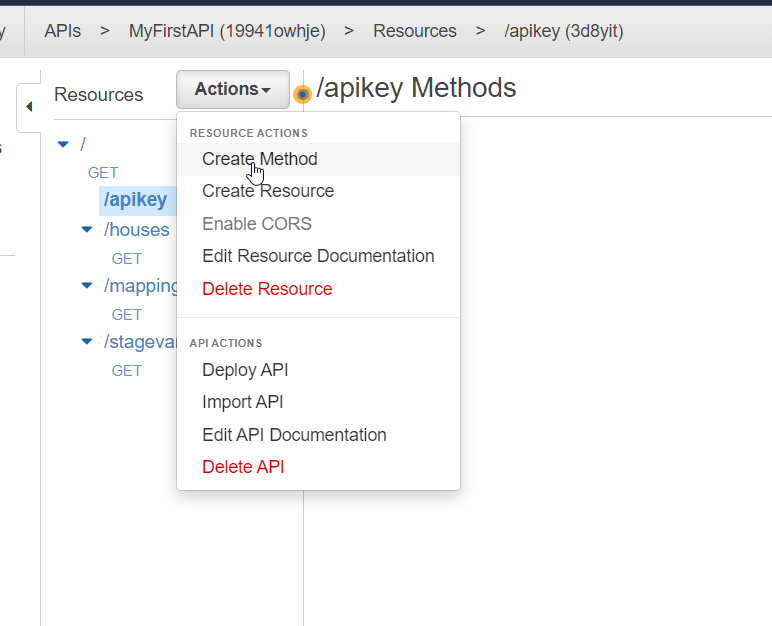 APIs > MyFirstAPI (19941owhje) > Resources > /apikey (3d8yit)
Resources
Actions
/apikey Methods
/
GET
/apikey
/houses
GET
/mapping
GET
/stageva
GET
RESOURCE ACTIONS
Create Method
Create Resource
Enable CORS
Edit Resource Documentation
Delete Resource
API ACTIONS
Deploy API
Import API
Edit API Documentation
Delete API